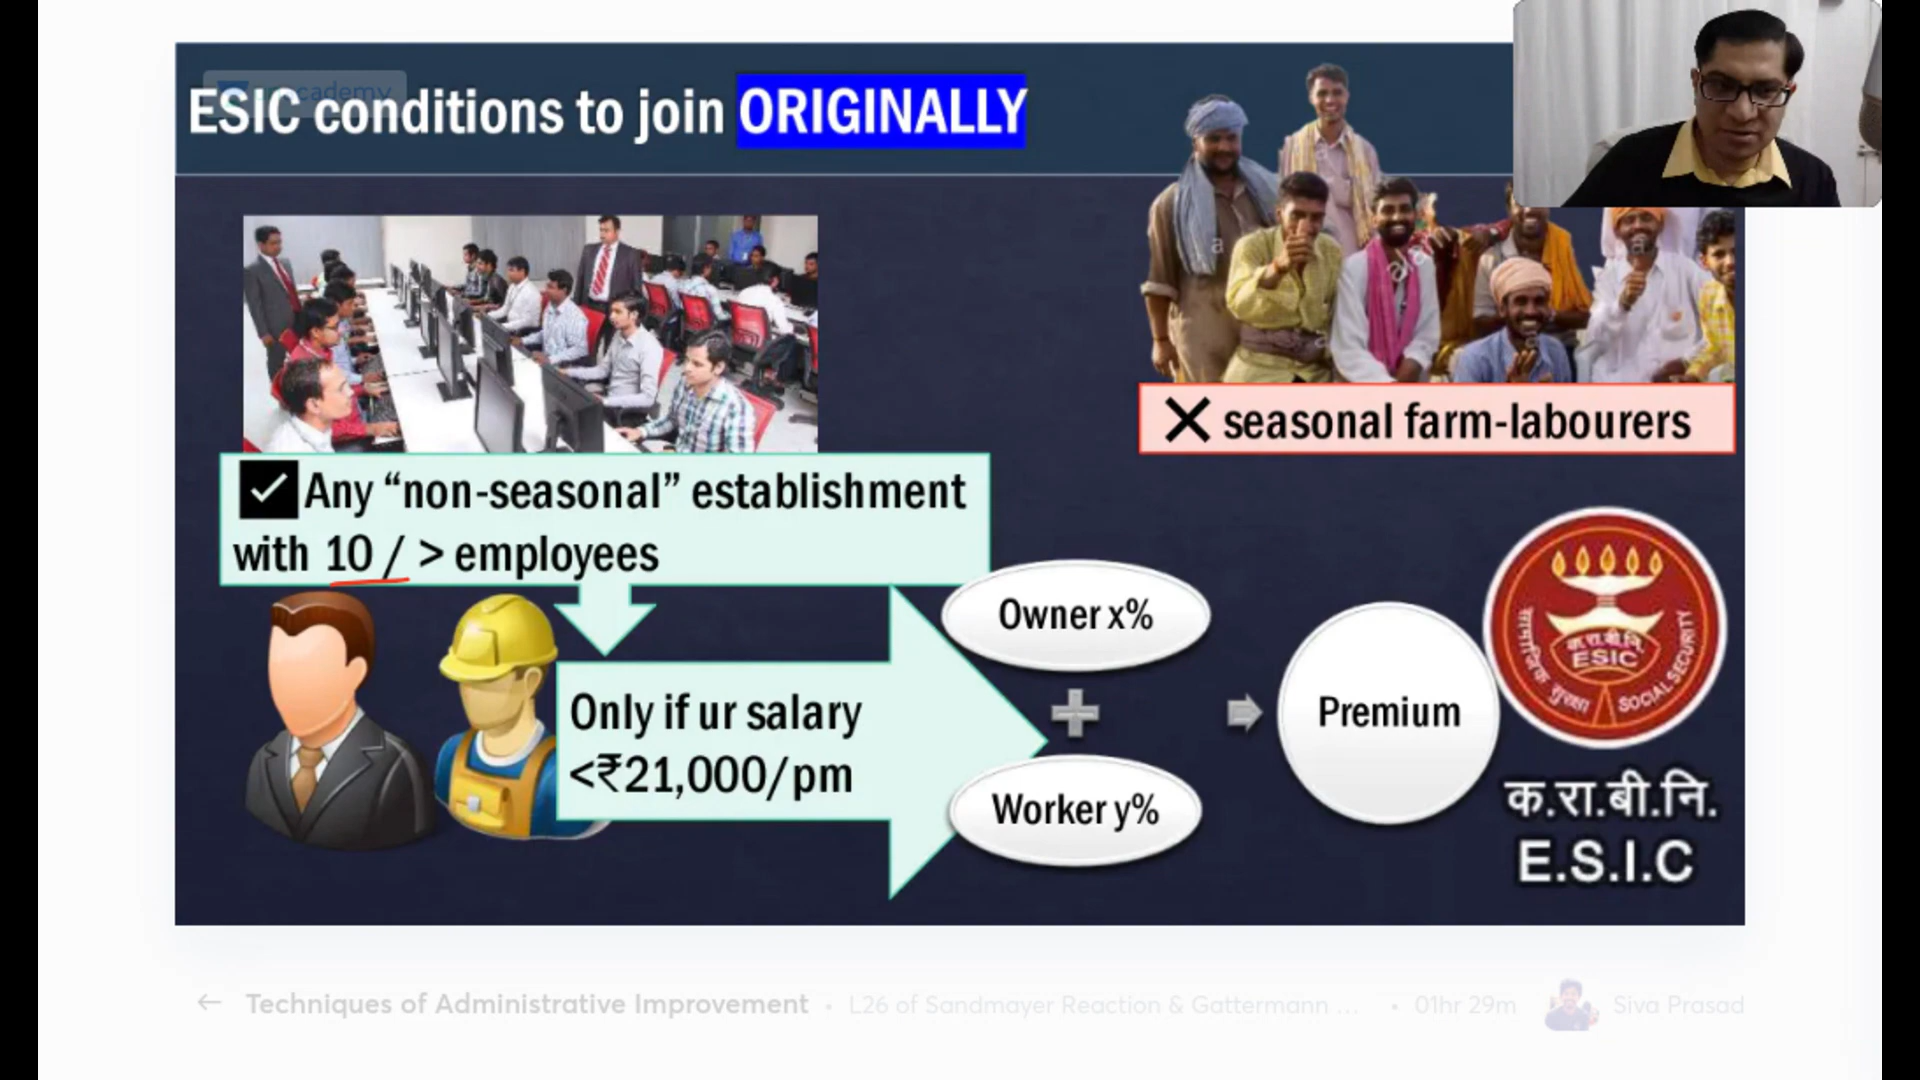 ESIC conditions to join ORIGINALLY
✓ Any “non-seasonal” establishment
with 10 / > employees
✕ seasonal farm-labourers
Only if ur salary
<₹21,000/pm
Owner x%
+
Worker y%
Premium
सामाजिक सुरक्षा
क.रा.बी.नि.
ESIC
SOCIAL SECURITY
क.रा.बी.नि.
E.S.I.C
← Techniques of Administrative Improvement • L26 of Sandmayer Reaction & Gattermann ... • 01hr 29m Siva Prasad